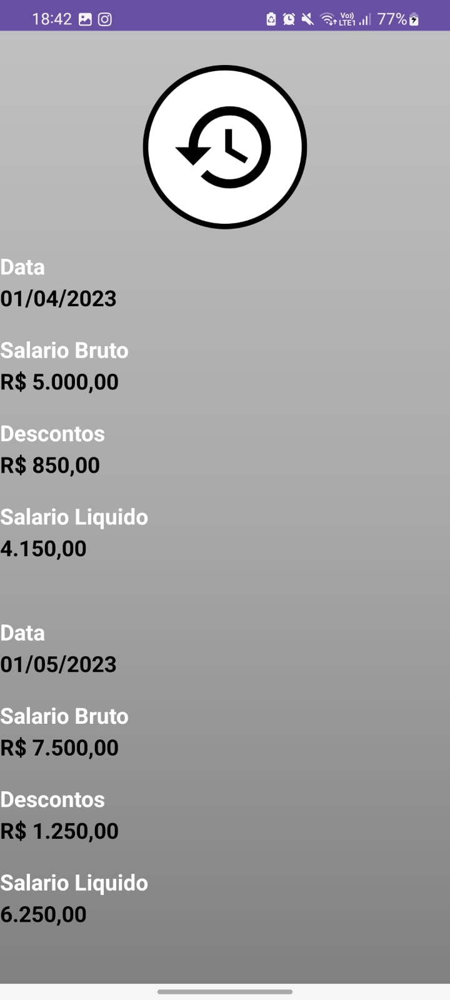 18:42 Vo)) LTE1 77%
Data
01/04/2023
Salario Bruto
R$ 5.000,00
Descontos
R$ 850,00
Salario Liquido
4.150,00
Data
01/05/2023
Salario Bruto
R$ 7.500,00
Descontos
R$ 1.250,00
Salario Liquido
6.250,00